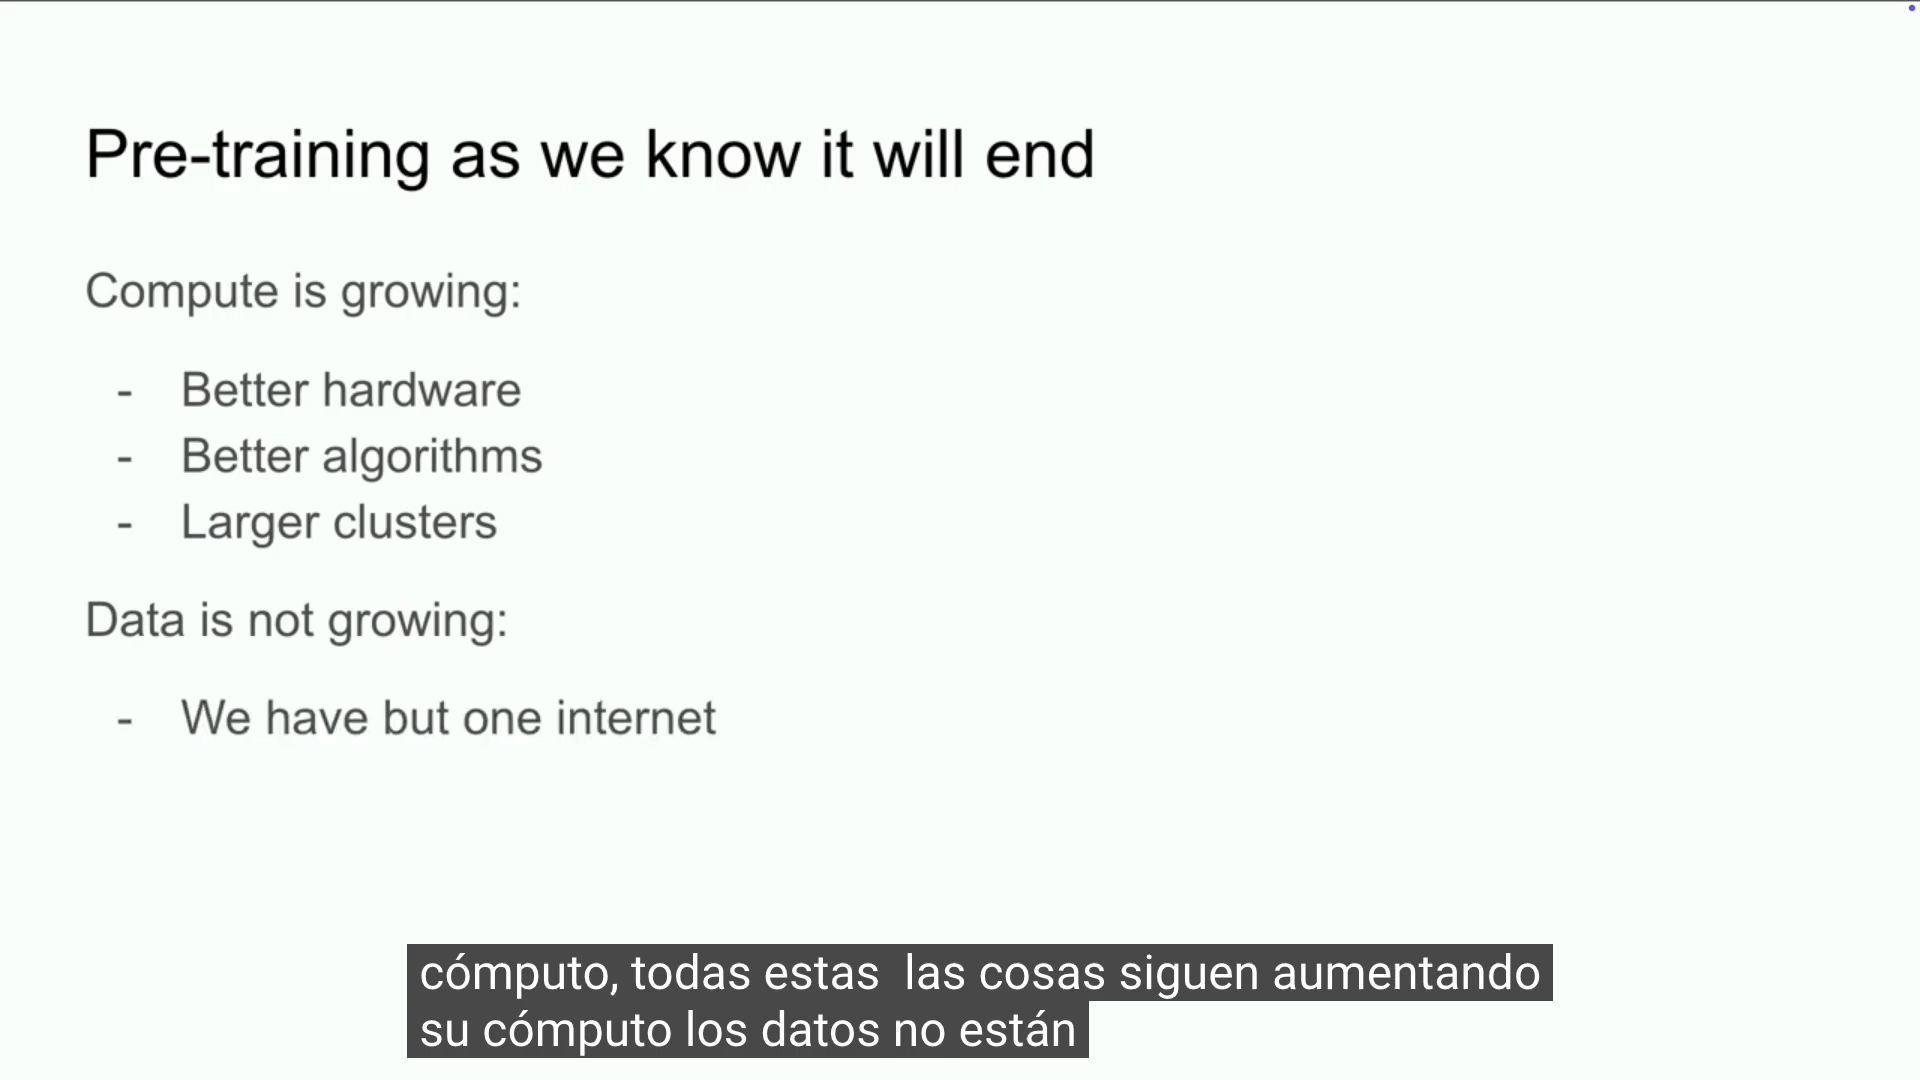 Pre-training as we know it will end
Compute is growing:
- Better hardware
- Better algorithms
- Larger clusters
Data is not growing:
- We have but one internet
cómputo, todas estas  las cosas siguen aumentando
su cómputo los datos no están